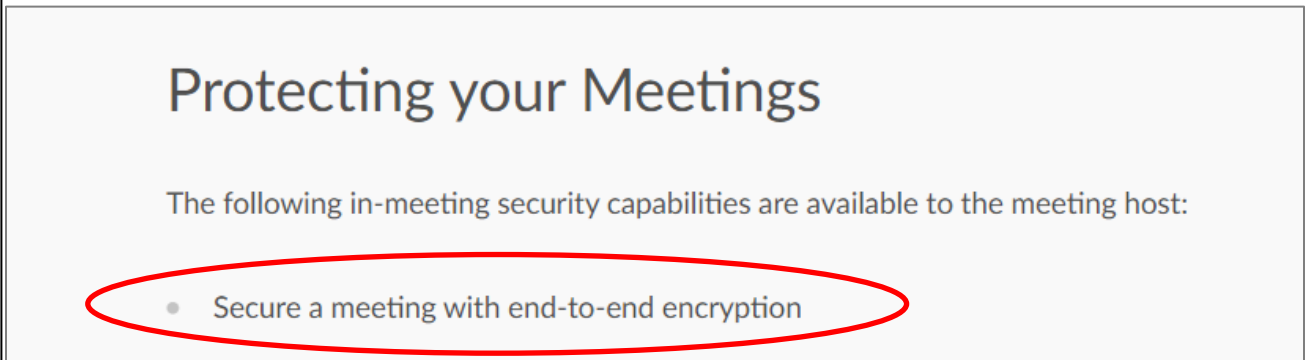 Protecting your Meetings
The following in-meeting security capabilities are available to the meeting host:
Secure a meeting with end-to-end encryption